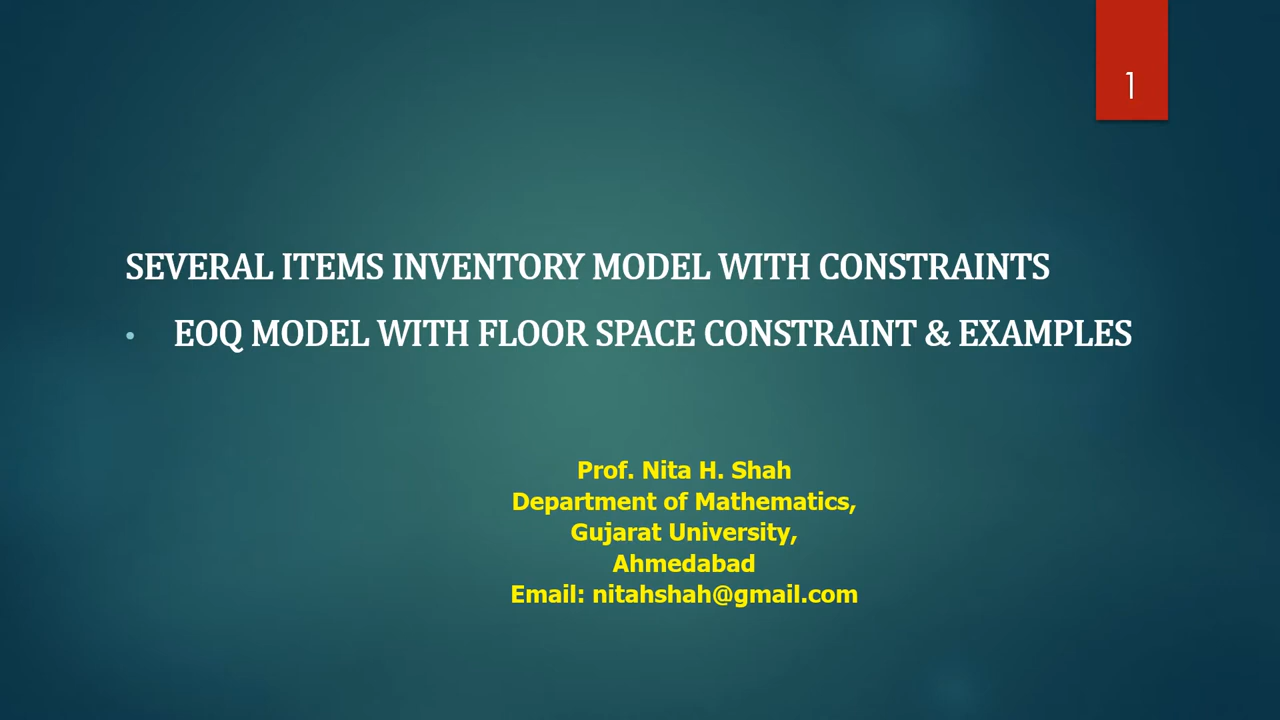 1
SEVERAL ITEMS INVENTORY MODEL WITH CONSTRAINTS
• EOQ MODEL WITH FLOOR SPACE CONSTRAINT & EXAMPLES
Prof. Nita H. Shah
Department of Mathematics,
Gujarat University,
Ahmedabad
Email: nitahshah@gmail.com